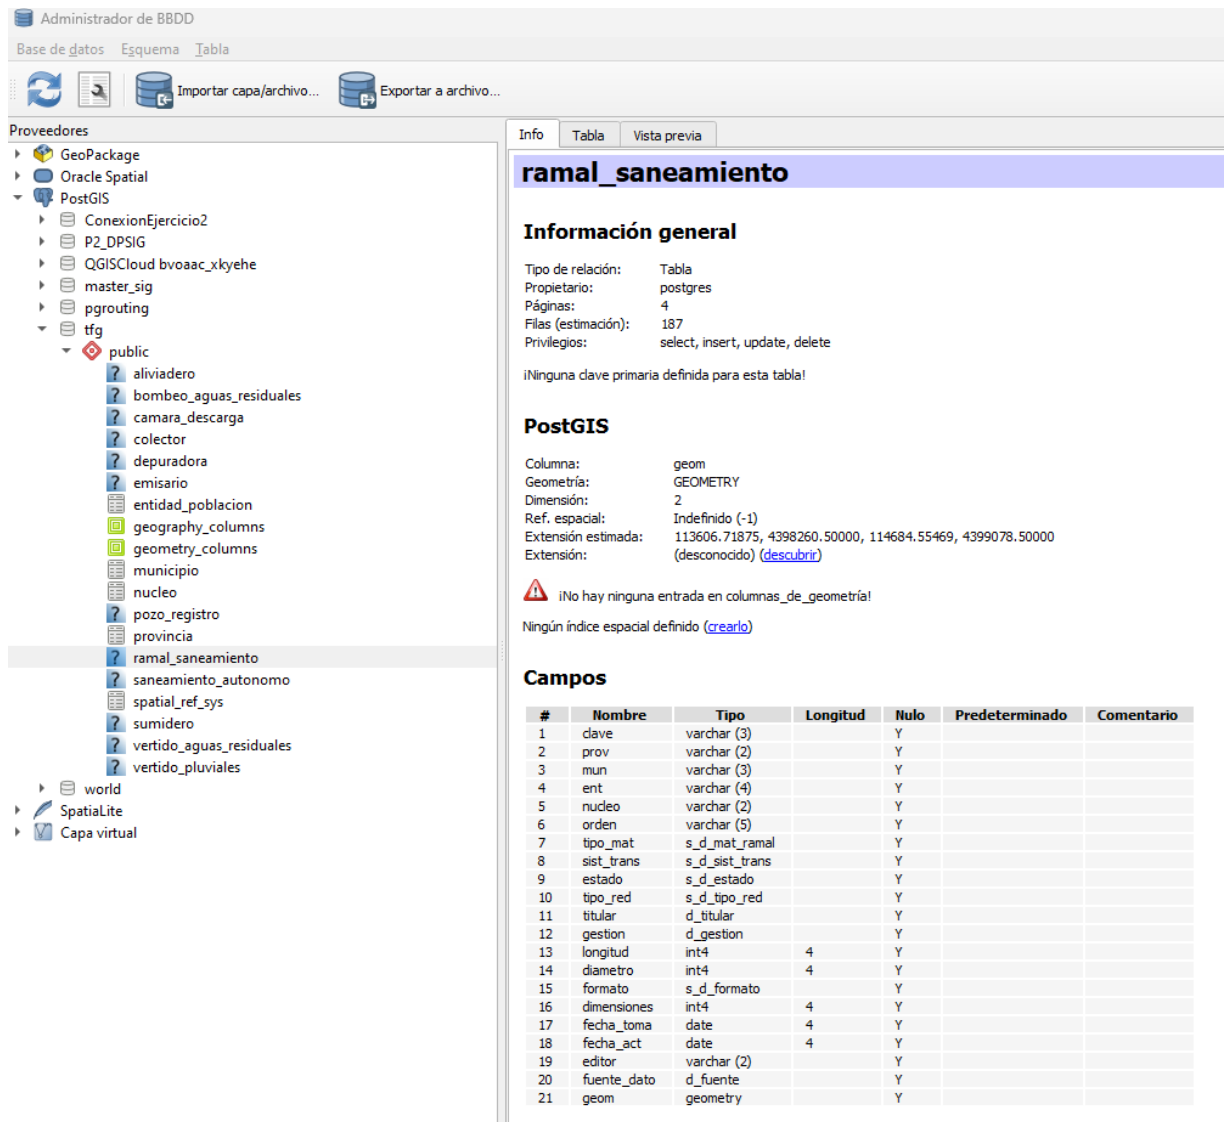 Administrador de BBDD
Base de datos Esquema Tabla
Importar capa/archivo... Exportar a archivo...
Proveedores
GeoPackage
Oracle Spatial
PostGIS
ConexionEjercicio2
P2_DPSIG
QGISCloud bvoaac_xkyehe
master_sig
pgrouting
tfg
public
aliviadero
bombeo_aguas_residuales
camara_descarga
colector
depuradora
emisario
entidad_poblacion
geography_columns
geometry_columns
municipio
nucleo
pozo_registro
provincia
ramal_saneamiento
saneamiento_autonomo
spatial_ref_sys
sumidero
vertido_aguas_residuales
vertido_pluviales
world
SpatiaLite
Capa virtual
Info Tabla Vista previa
ramal_saneamiento
Información general
Tipo de relación: Tabla
Propietario: postgres
Páginas: 4
Filas (estimación): 187
Privilegios: select, insert, update, delete
¡Ninguna clave primaria definida para esta tabla!
PostGIS
Columna: geom
Geometría: GEOMETRY
Dimensión: 2
Ref. espacial: Indefinido (-1)
Extensión estimada: 113606.71875, 4398260.50000, 114684.55469, 4399078.50000
Extensión: (desconocido) (descubrir)
¡No hay ninguna entrada en columnas_de_geometría!
Ningún índice espacial definido (crearlo)
Campos
# Nombre Tipo Longitud Nulo Predeterminado Comentario
1 clave varchar (3) Y
2 prov varchar (2) Y
3 mun varchar (3) Y
4 ent varchar (4) Y
5 nucleo varchar (2) Y
6 orden varchar (5) Y
7 tipo_mat s_d_mat_ramal Y
8 sist_trans s_d_sist_trans Y
9 estado s_d_estado Y
10 tipo_red s_d_tipo_red Y
11 titular d_titular Y
12 gestion d_gestion Y
13 longitud int4 4 Y
14 diametro int4 4 Y
15 formato s_d_formato Y
16 dimensiones int4 4 Y
17 fecha_toma date 4 Y
18 fecha_act date 4 Y
19 editor varchar (2) Y
20 fuente_dato d_fuente Y
21 geom geometry Y